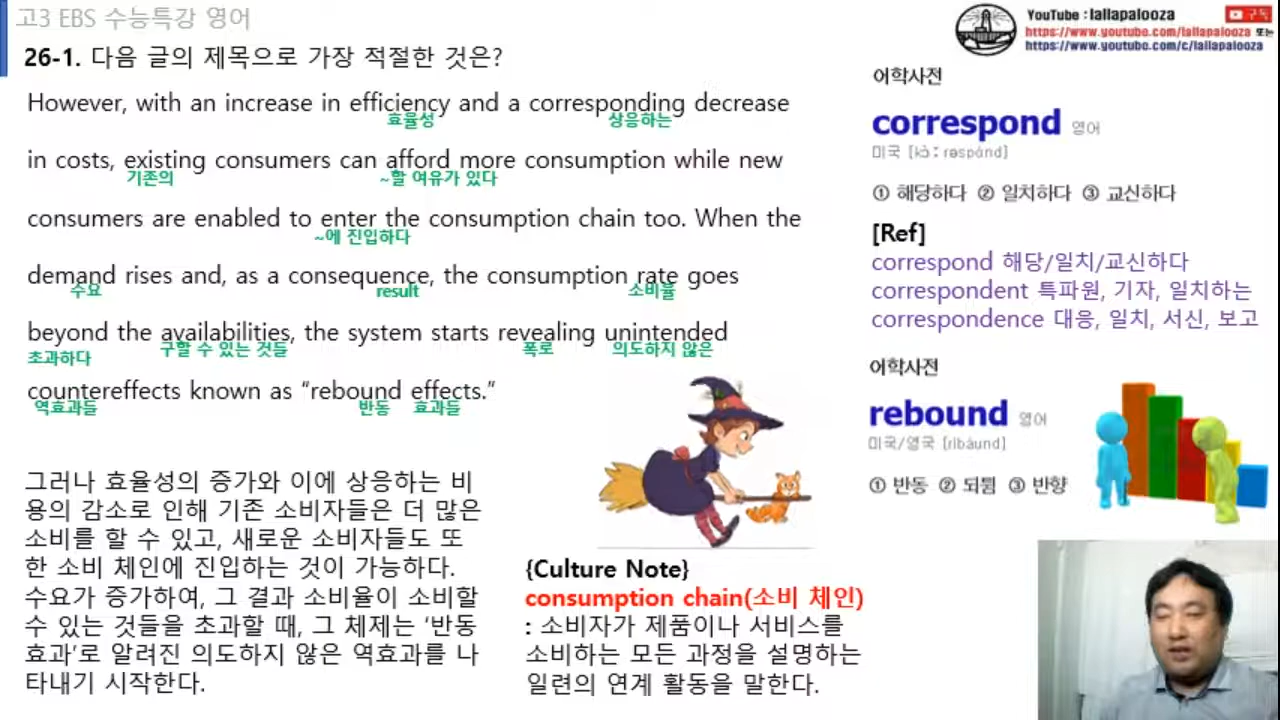 고3 EBS 수능특강 영어
26-1. 다음 글의 제목으로 가장 적절한 것은?
However, with an increase in efficiency and a corresponding decrease
효율성 상응하는
in costs, existing consumers can afford more consumption while new
기존의 ~할 여유가 있다
consumers are enabled to enter the consumption chain too. When the
~에 진입하다
demand rises and, as a consequence, the consumption rate goes
수요 result 소비율
beyond the availabilities, the system starts revealing unintended
초과하다 구할 수 있는 것들 폭로 의도하지 않은
countereffects known as “rebound effects.”
역효과들 반동 효과들
그러나 효율성의 증가와 이에 상응하는 비
용의 감소로 인해 기존 소비자들은 더 많은
소비를 할 수 있고, 새로운 소비자들도 또
한 소비 체인에 진입하는 것이 가능하다.
수요가 증가하여, 그 결과 소비율이 소비할
수 있는 것들을 초과할 때, 그 체제는 ‘반동
효과’로 알려진 의도하지 않은 역효과를 나
타내기 시작한다.
{Culture Note}
consumption chain(소비 체인)
: 소비자가 제품이나 서비스를
소비하는 모든 과정을 설명하는
일련의 연계 활동을 말한다.
YouTube : lallapalooza 구독
https://www.youtube.com/lallapalooza 또는
https://www.youtube.com/c/lallapalooza
어학사전
correspond 영어
미국 [kɔ̀ːrəspάnd]
① 해당하다 ② 일치하다 ③ 교신하다
[Ref]
correspond 해당/일치/교신하다
correspondent 특파원, 기자, 일치하는
correspondence 대응, 일치, 서신, 보고
어학사전
rebound 영어
미국/영국 [ribáund]
① 반동 ② 되튐 ③ 반향